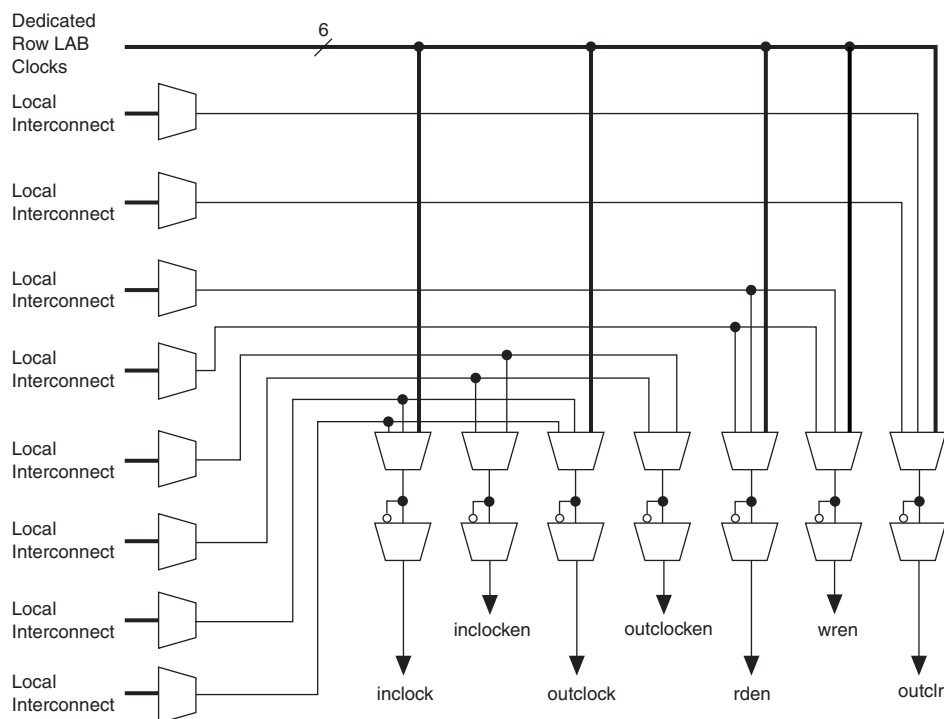 Dedicated
Row LAB
Clocks
6
Local
Interconnect
Local
Interconnect
Local
Interconnect
Local
Interconnect
Local
Interconnect
Local
Interconnect
Local
Interconnect
Local
Interconnect
inclocken
outclocken
wren
inclock
outclock
rden
outclr